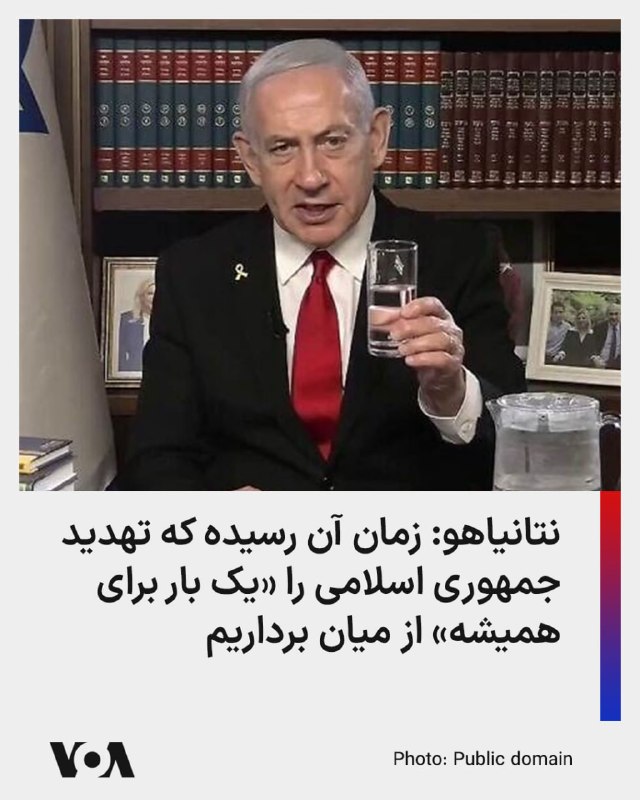 نتانیاهو: زمان آن رسیده که تهدید
جمهوری اسلامی را «یک بار برای
همیشه» از میان برداریم
VOA
Photo: Public domain